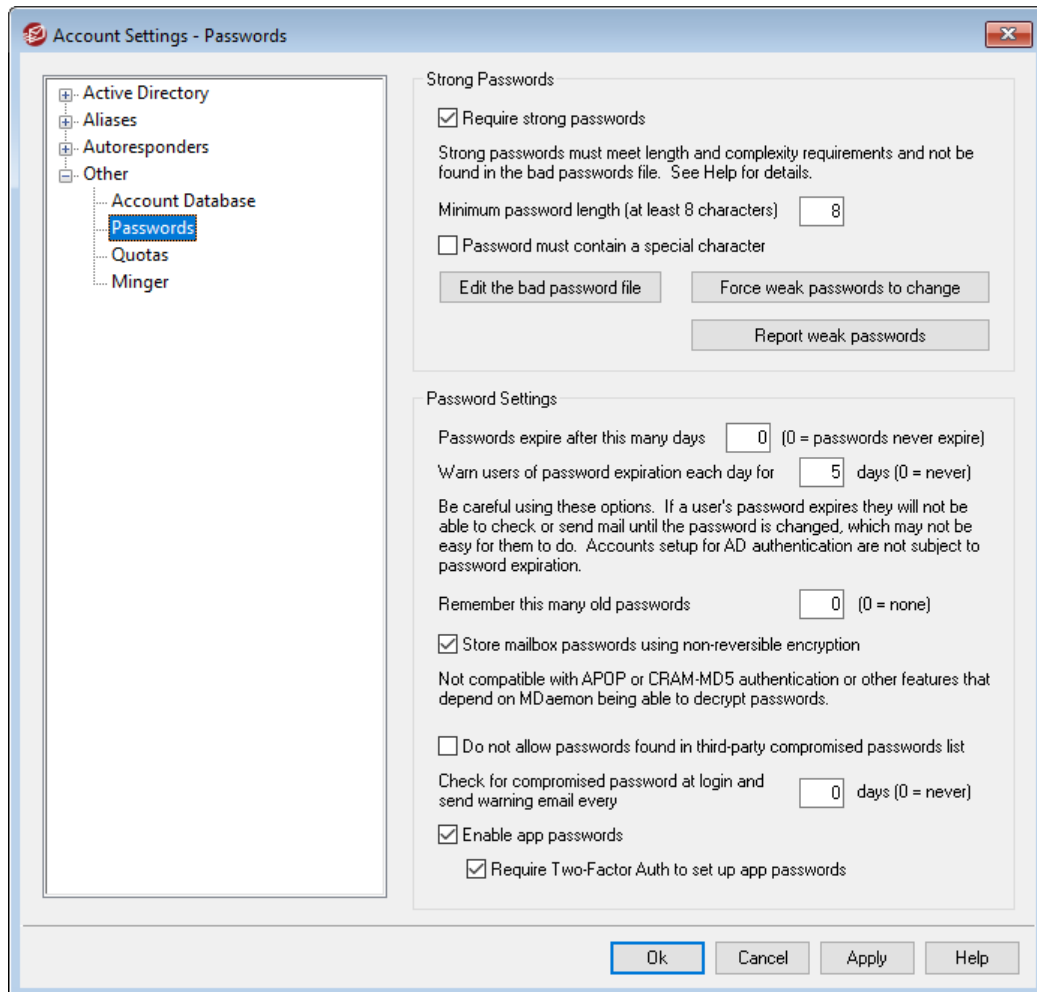 Account Settings - Passwords
Active Directory
Aliases
Autoresponders
Other
Account Database
Passwords
Quotas
Minger
Strong Passwords
Require strong passwords
Strong passwords must meet length and complexity requirements and not be
found in the bad passwords file. See Help for details.
Minimum password length (at least 8 characters) 8
Password must contain a special character
Edit the bad password file Force weak passwords to change
Report weak passwords
Password Settings
Passwords expire after this many days 0 (0 = passwords never expire)
Warn users of password expiration each day for 5 days (0 = never)
Be careful using these options. If a user's password expires they will not be
able to check or send mail until the password is changed, which may not be
easy for them to do. Accounts setup for AD authentication are not subject to
password expiration.
Remember this many old passwords 0 (0 = none)
Store mailbox passwords using non-reversible encryption
Not compatible with APOP or CRAM-MD5 authentication or other features that
depend on MDaemon being able to decrypt passwords.
Do not allow passwords found in third-party compromised passwords list
Check for compromised password at login and
send warning email every 0 days (0 = never)
Enable app passwords
Require Two-Factor Auth to set up app passwords
Ok Cancel Apply Help